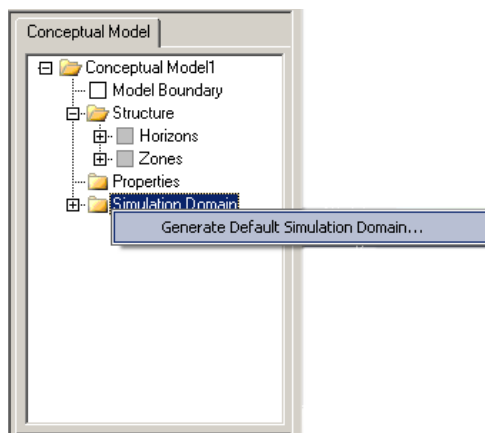 Conceptual Model
Conceptual Model1
Model Boundary
Structure
Horizons
Zones
Properties
Simulation Domain
Generate Default Simulation Domain...